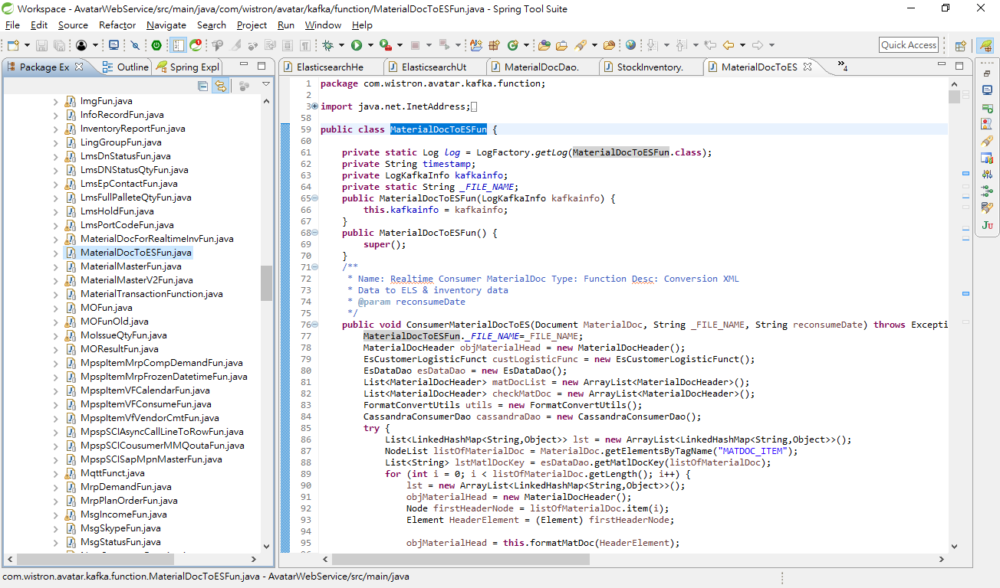 Workspace - AvatarWebService/src/main/java/com/wistron/avatar/kafka/function/MaterialDocToESFun.java - Spring Tool Suite
File Edit Source Refactor Navigate Search Project Run Window Help
Quick Access
Package Ex Outline Spring Expl
ElasticsearchHe ElasticsearchUt MaterialDocDao. StockInventory. MaterialDocToES »4
ImgFun.java
InfoRecordFun.java
InventoryReportFun.java
LingGroupFun.java
LmsDnStatusFun.java
LmsDNStatusQtyFun.java
LmsEpContactFun.java
LmsFullPalleteQtyFun.java
LmsHoldFun.java
LmsPortCodeFun.java
MaterialDocForRealtimeInvFun.java
MaterialDocToESFun.java
MaterialMasterFun.java
MaterialMasterV2Fun.java
MaterialTransactionFunction.java
MOFun.java
MOFunOld.java
MoIssueQtyFun.java
MOResultFun.java
MpspItemMrpCompDemandFun.java
MpspItemMrpFrozenDatetimeFun.java
MpspItemVFCalendarFun.java
MpspItemVFConsumeFun.java
MpspItemVfVendorCmtFun.java
MpspSCIAsyncCallLineToRowFun.java
MpspSCICousumerMMQoutaFun.java
MpspSCISapMpnMasterFun.java
MqttFunct.java
MrpDemandFun.java
MrpPlanOrderFun.java
MsgIncomeFun.java
MsgSkypeFun.java
MsgStatusFun.java
1 package com.wistron.avatar.kafka.function;
2
3 import java.net.InetAddress;
58
59 public class MaterialDocToESFun {
60
61 private static Log log = LogFactory.getLog(MaterialDocToESFun.class);
62 private String timestamp;
63 private LogKafkaInfo kafkainfo;
64 private static String _FILE_NAME;
65 public MaterialDocToESFun(LogKafkaInfo kafkainfo) {
66 this.kafkainfo = kafkainfo;
67 }
68 public MaterialDocToESFun() {
69 super();
70 }
71 /**
72 * Name: Realtime Consumer MaterialDoc Type: Function Desc: Conversion XML
73 * Data to ELS & inventory data
74 * @param reconsumeDate
75 */
76 public void ConsumerMaterialDocToES(Document MaterialDoc, String _FILE_NAME, String reconsumeDate) throws Excepti
77 MaterialDocToESFun._FILE_NAME=_FILE_NAME;
78 MaterialDocHeader objMaterialHead = new MaterialDocHeader();
79 EsCustomerLogisticFunct custLogisticFunc = new EsCustomerLogisticFunct();
80 EsDataDao esDataDao = new EsDataDao();
81 List<MaterialDocHeader> matDocList = new ArrayList<MaterialDocHeader>();
82 List<MaterialDocHeader> checkMatDoc = new ArrayList<MaterialDocHeader>();
83 FormatConvertUtils utils = new FormatConvertUtils();
84 CassandraConsumerDao cassandraDao = new CassandraConsumerDao();
85 try {
86 List<LinkedHashMap<String,Object>> lst = new ArrayList<LinkedHashMap<String,Object>>();
87 NodeList listOfMaterialDoc = MaterialDoc.getElementsByTagName("MATDOC_ITEM");
88 List<String> lstMatlDocKey = esDataDao.getMatlDocKey(listOfMaterialDoc);
89 for (int i = 0; i < listOfMaterialDoc.getLength(); i++) {
90 lst = new ArrayList<LinkedHashMap<String,Object>>();
91 objMaterialHead = new MaterialDocHeader();
92 Node firstHeaderNode = listOfMaterialDoc.item(i);
93 Element HeaderElement = (Element) firstHeaderNode;
94
95 objMaterialHead = this.formatMatDoc(HeaderElement);
com.wistron.avatar.kafka.function.MaterialDocToESFun.java - AvatarWebService/src/main/java